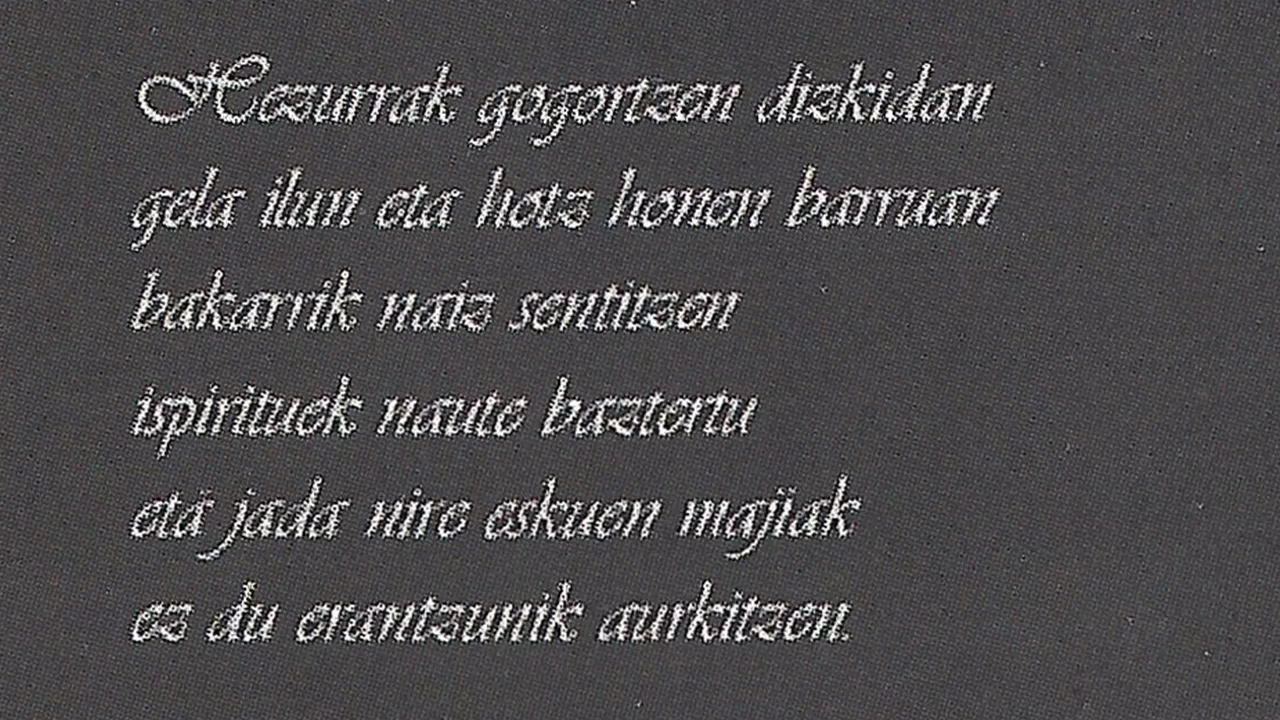 Hezurrak gogortzen dizkidan
gela ilun eta hotz honen barruan
bakarrik naiz sentitzen
ispirituek naute baztertu
eta jada nire eskuen majiak
ez du erantzunik aurkitzen.